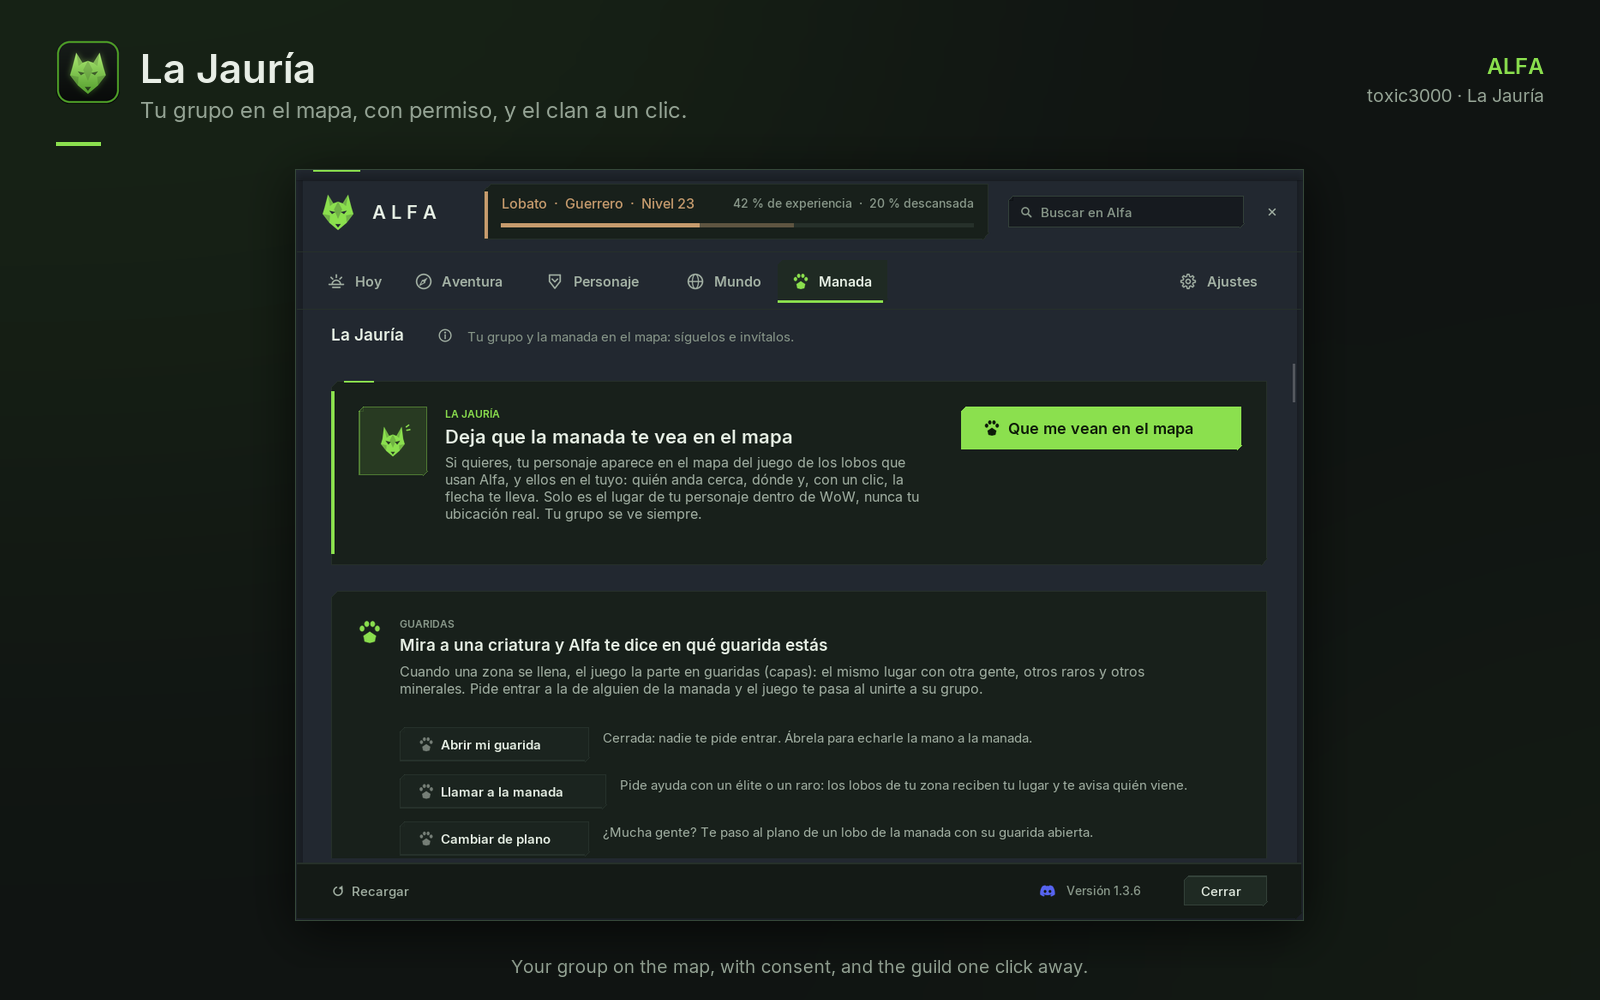 La Jauría
Tu grupo en el mapa, con permiso, y el clan a un clic.
ALFA
toxic3000 · La Jauría
ALFA
Lobato · Guerrero · Nivel 23
42 % de experiencia · 20 % descansada
Buscar en Alfa
×
Hoy
Aventura
Personaje
Mundo
Manada
Ajustes
La Jauría
Tu grupo y la manada en el mapa: síguelos e invítalos.
LA JAURÍA
Deja que la manada te vea en el mapa
Si quieres, tu personaje aparece en el mapa del juego de los lobos que
usan Alfa, y ellos en el tuyo: quién anda cerca, dónde y, con un clic, la
flecha te lleva. Solo es el lugar de tu personaje dentro de WoW, nunca tu
ubicación real. Tu grupo se ve siempre.
Que me vean en el mapa
GUARIDAS
Mira a una criatura y Alfa te dice en qué guarida estás
Cuando una zona se llena, el juego la parte en guaridas (capas): el mismo lugar con otra gente, otros raros y otros
minerales. Pide entrar a la de alguien de la manada y el juego te pasa al unirte a su grupo.
Abrir mi guarida
Cerrada: nadie te pide entrar. Ábrela para echarle la mano a la manada.
Llamar a la manada
Pide ayuda con un élite o un raro: los lobos de tu zona reciben tu lugar y te avisa quién viene.
Cambiar de plano
¿Mucha gente? Te paso al plano de un lobo de la manada con su guarida abierta.
Recargar
Versión 1.3.6
Cerrar
Your group on the map, with consent, and the guild one click away.